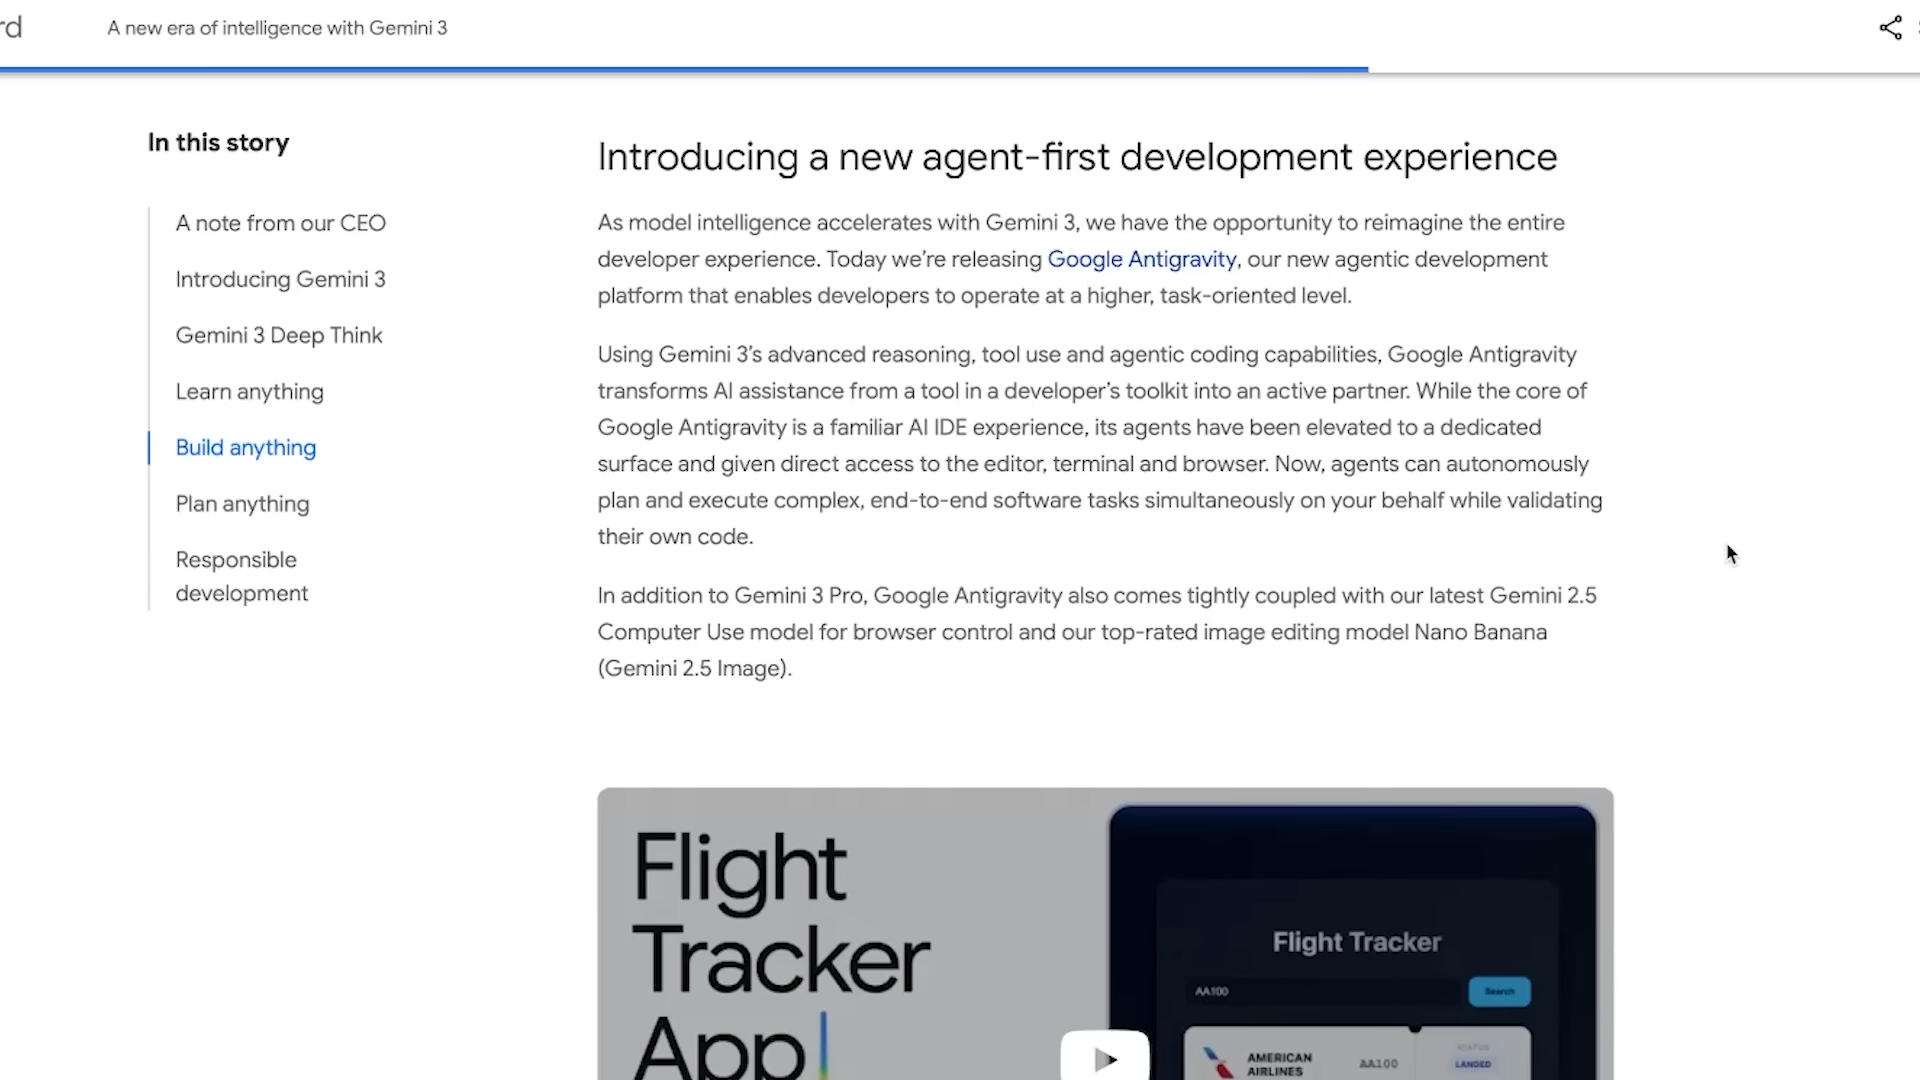 rd
A new era of intelligence with Gemini 3
In this story
A note from our CEO
Introducing Gemini 3
Gemini 3 Deep Think
Learn anything
Build anything
Plan anything
Responsible
development
Introducing a new agent-first development experience
As model intelligence accelerates with Gemini 3, we have the opportunity to reimagine the entire
developer experience. Today we’re releasing Google Antigravity, our new agentic development
platform that enables developers to operate at a higher, task-oriented level.
Using Gemini 3’s advanced reasoning, tool use and agentic coding capabilities, Google Antigravity
transforms AI assistance from a tool in a developer’s toolkit into an active partner. While the core of
Google Antigravity is a familiar AI IDE experience, its agents have been elevated to a dedicated
surface and given direct access to the editor, terminal and browser. Now, agents can autonomously
plan and execute complex, end-to-end software tasks simultaneously on your behalf while validating
their own code.
In addition to Gemini 3 Pro, Google Antigravity also comes tightly coupled with our latest Gemini 2.5
Computer Use model for browser control and our top-rated image editing model Nano Banana
(Gemini 2.5 Image).
Flight
Tracker
App
Flight Tracker
AA100
Search
AMERICAN
AIRLINES
AA100
STATUS
LANDED